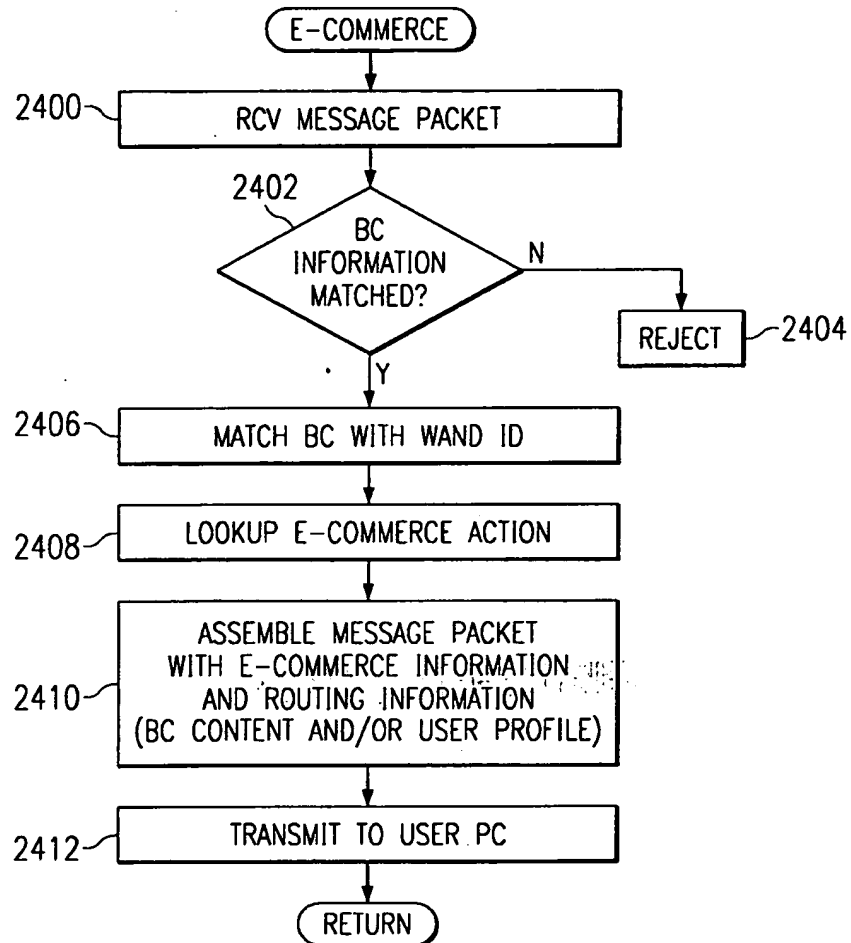 E-COMMERCE
2400
RCV MESSAGE PACKET
2402
BC
INFORMATION
MATCHED?
N
REJECT
2404
Y
2406
MATCH BC WITH WAND ID
2408
LOOKUP E-COMMERCE ACTION
2410
ASSEMBLE MESSAGE PACKET
WITH E-COMMERCE INFORMATION
AND ROUTING INFORMATION
(BC CONTENT AND/OR USER PROFILE)
2412
TRANSMIT TO USER PC
RETURN